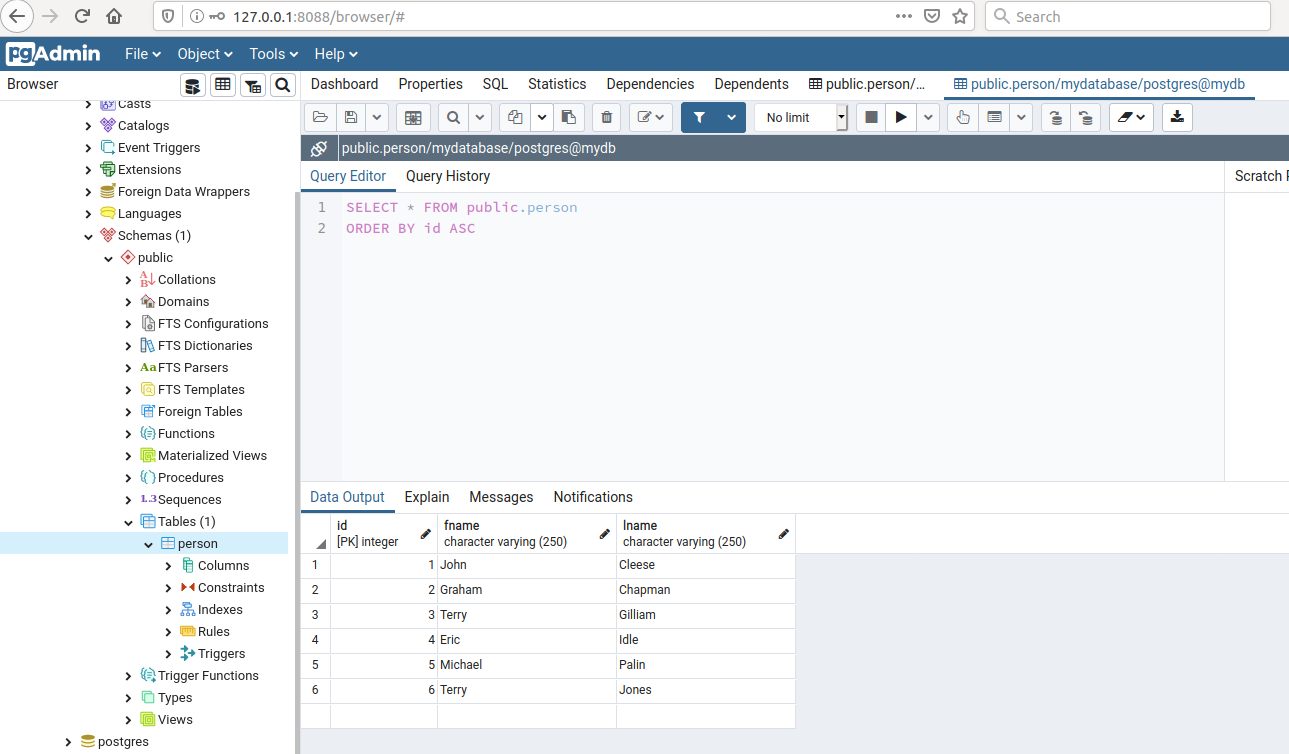 127.0.0.1:8088/browser/#
Search
pgAdmin File Object Tools Help
Browser
Dashboard Properties SQL Statistics Dependencies Dependents public.person/... public.person/mydatabase/postgres@mydb
No limit
public.person/mydatabase/postgres@mydb
Query Editor Query History
Scratch P
1 SELECT * FROM public.person
2 ORDER BY id ASC
Casts
Catalogs
Event Triggers
Extensions
Foreign Data Wrappers
Languages
Schemas (1)
public
Collations
Domains
FTS Configurations
FTS Dictionaries
Aa FTS Parsers
FTS Templates
Foreign Tables
Functions
Materialized Views
Procedures
1.3 Sequences
Tables (1)
person
Columns
Constraints
Indexes
Rules
Triggers
Trigger Functions
Types
Views
postgres
Data Output Explain Messages Notifications
id fname lname
[PK] integer character varying (250) character varying (250)
1 1 John Cleese
2 2 Graham Chapman
3 3 Terry Gilliam
4 4 Eric Idle
5 5 Michael Palin
6 6 Terry Jones